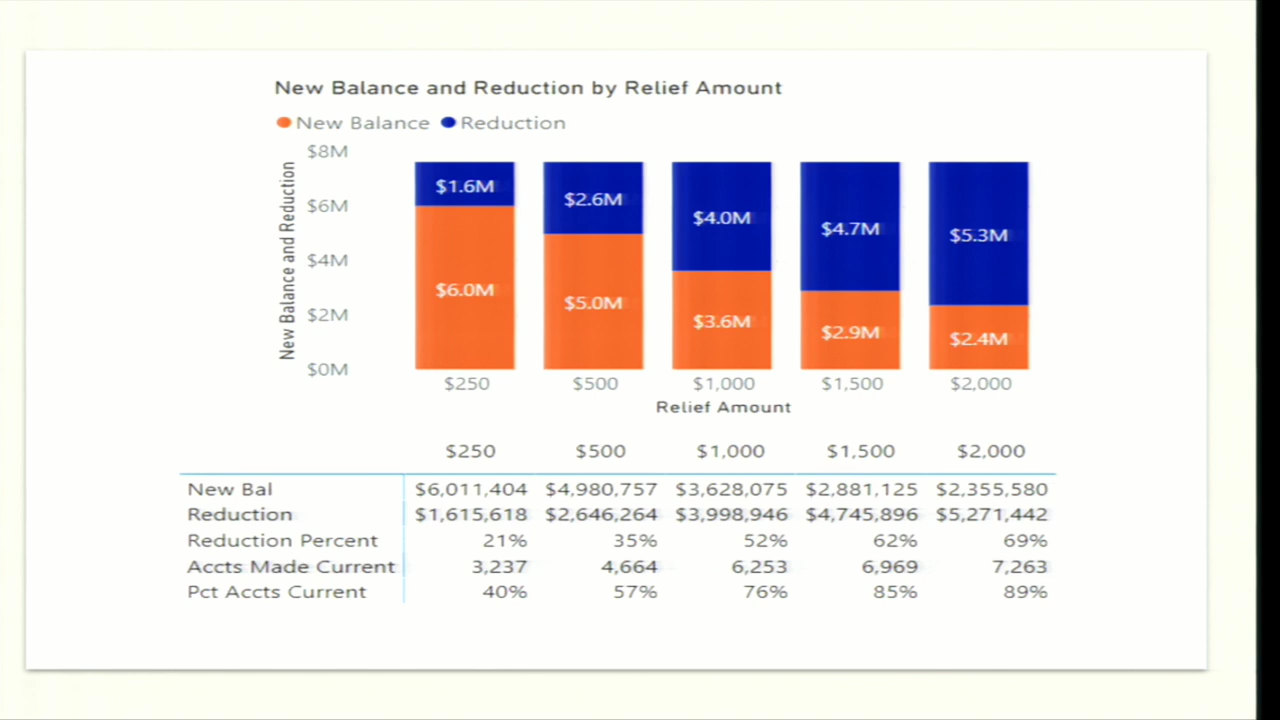 New Balance and Reduction by Relief Amount
New Balance Reduction
New Balance and Reduction
$8M
$6M
$4M
$2M
$0M
$1.6M $2.6M $4.0M $4.7M $5.3M
$6.0M $5.0M $3.6M $2.9M $2.4M
$250 $500 $1,000 $1,500 $2,000
Relief Amount
$250 $500 $1,000 $1,500 $2,000
New Bal $6,011,404 $4,980,757 $3,628,075 $2,881,125 $2,355,580
Reduction $1,615,618 $2,646,264 $3,998,946 $4,745,896 $5,271,442
Reduction Percent 21% 35% 52% 62% 69%
Accts Made Current 3,237 4,664 6,253 6,969 7,263
Pct Accts Current 40% 57% 76% 85% 89%